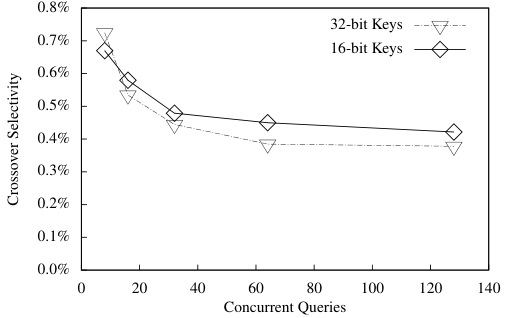 0.8%
0.7%
0.6%
0.5%
0.4%
0.3%
0.2%
0.1%
0.0%
Crossover Selectivity
32-bit Keys
16-bit Keys
0 20 40 60 80 100 120 140
Concurrent Queries